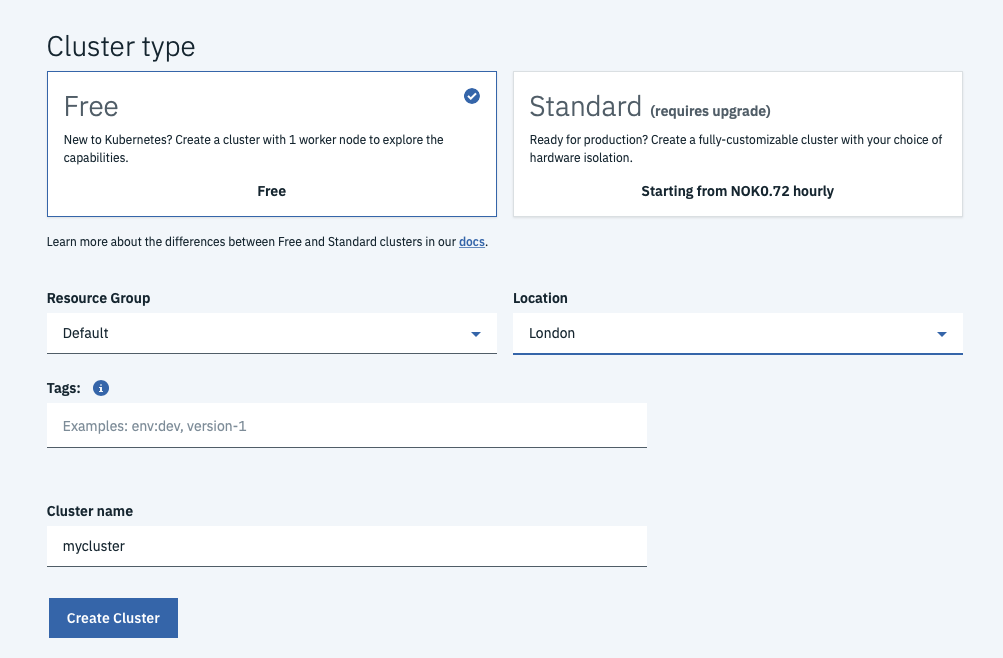 Cluster type
Free
New to Kubernetes? Create a cluster with 1 worker node to explore the
capabilities.
Free
Standard (requires upgrade)
Ready for production? Create a fully-customizable cluster with your choice of
hardware isolation.
Starting from NOK0.72 hourly
Learn more about the differences between Free and Standard clusters in our docs.
Resource Group
Default
Location
London
Tags:
Examples: env:dev, version-1
Cluster name
mycluster
Create Cluster